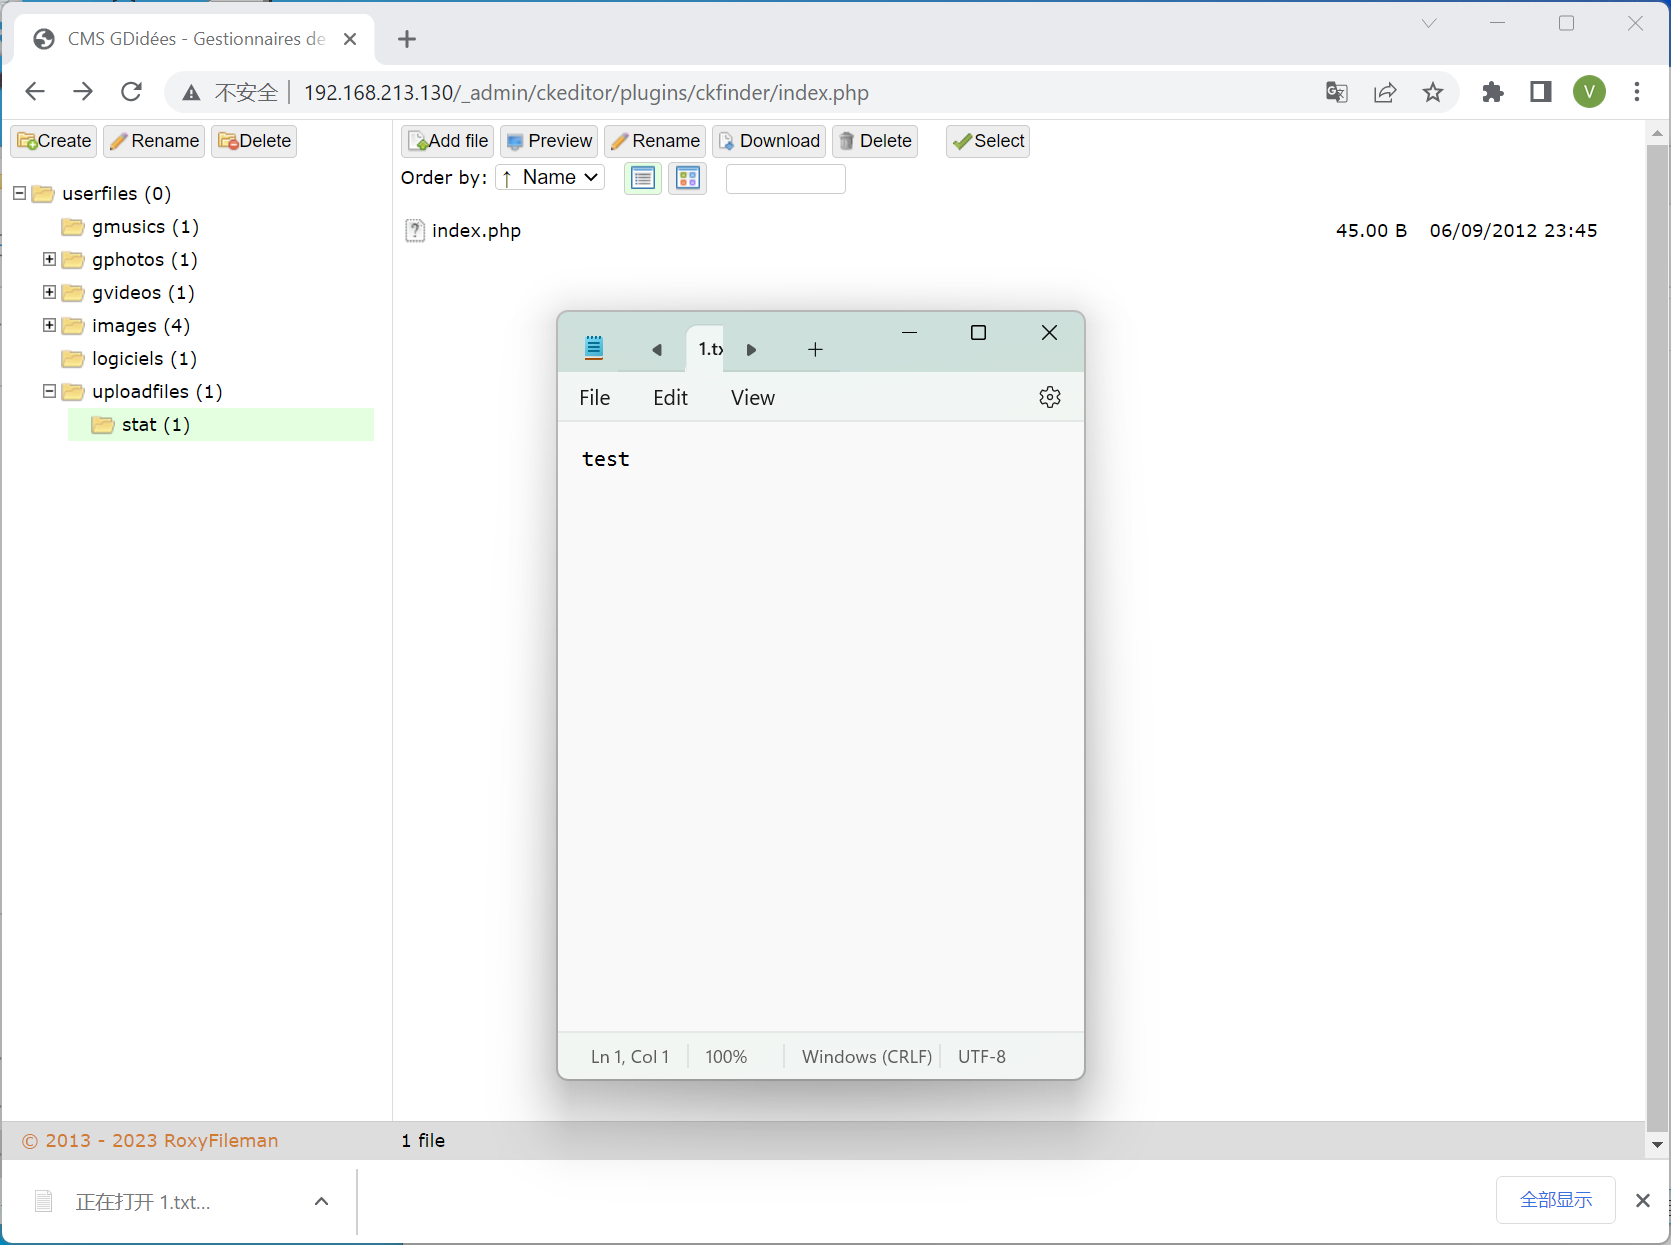 CMS GDidées - Gestionnaires de
不安全 192.168.213.130/_admin/ckeditor/plugins/ckfinder/index.php
V
Create Rename Delete
Add file Preview Rename Download Delete Select
Order by: ↑ Name
userfiles (0)
gmusics (1)
gphotos (1)
gvideos (1)
images (4)
logiciels (1)
uploadfiles (1)
stat (1)
index.php 45.00 B 06/09/2012 23:45
1.tx
File Edit View
test
Ln 1, Col 1 100% Windows (CRLF) UTF-8
© 2013 - 2023 RoxyFileman
1 file
正在打开 1.txt...
全部显示